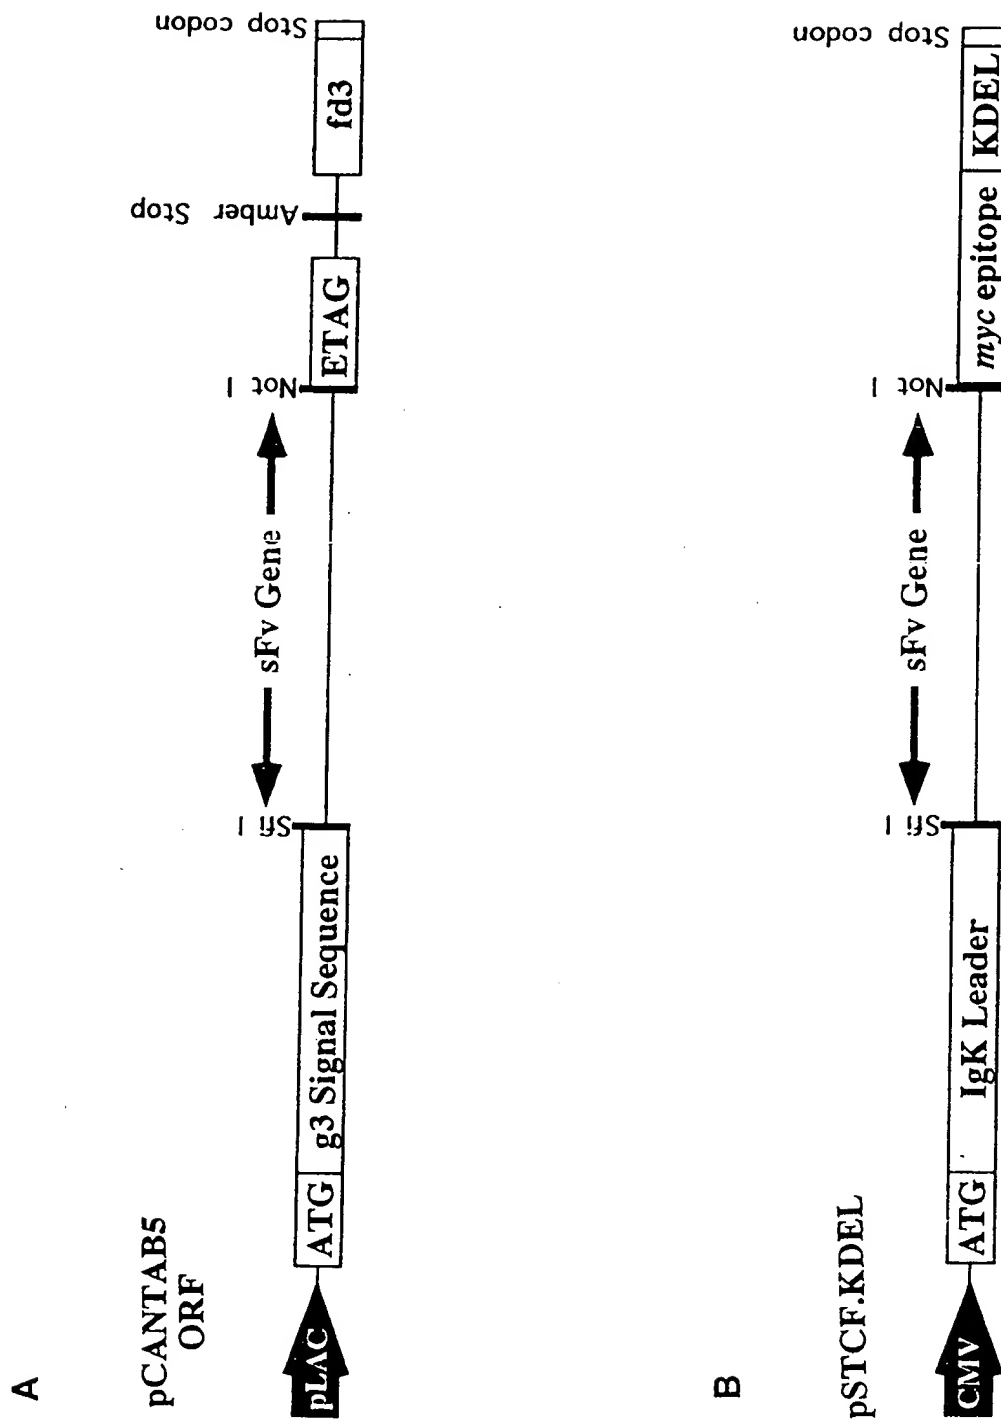 A
pCANTAB5
ORF
pLAC
ATG
g3 Signal Sequence
Sfi I
sFv Gene
Not I
ETAG
Amber Stop
fd3
Stop codon
B
pSTCF.KDEL
CMV
ATG
IgK Leader
Sfi I
sFv Gene
Not I
myc epitope
KDEL
Stop codon